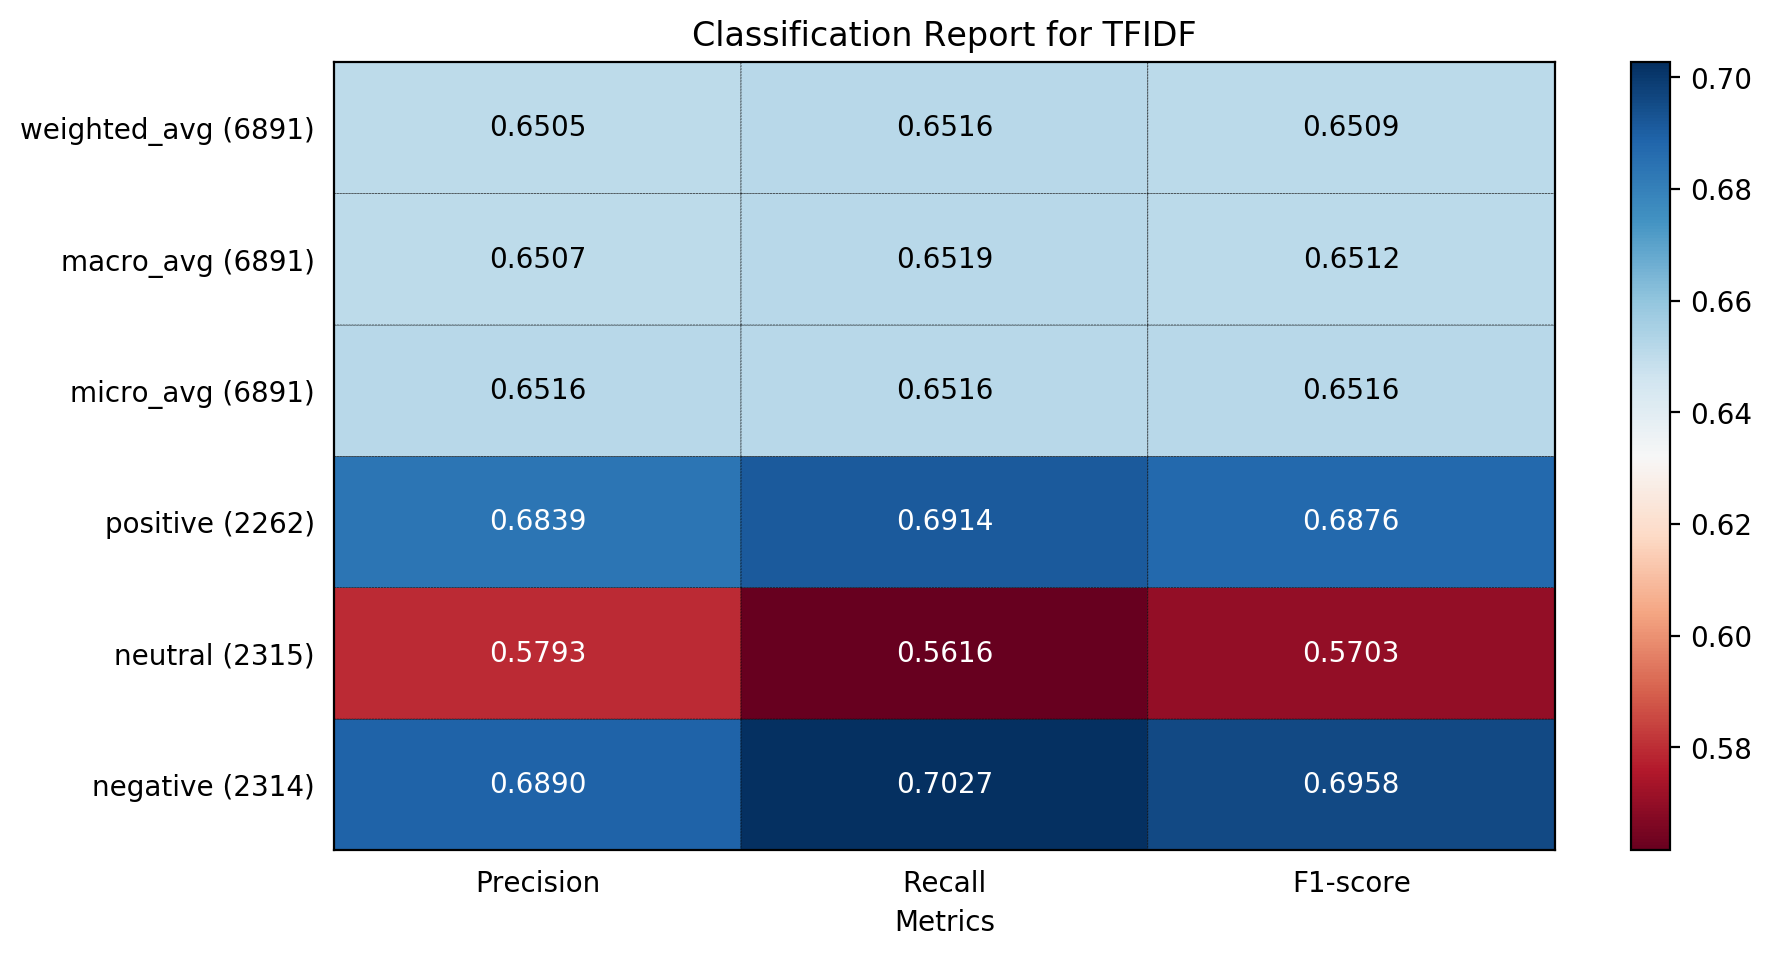 Classification Report for TFIDF
weighted_avg (6891) 0.6505 0.6516 0.6509
macro_avg (6891) 0.6507 0.6519 0.6512
micro_avg (6891) 0.6516 0.6516 0.6516
positive (2262) 0.6839 0.6914 0.6876
neutral (2315) 0.5793 0.5616 0.5703
negative (2314) 0.6890 0.7027 0.6958
Precision Recall F1-score
Metrics
0.70
0.68
0.66
0.64
0.62
0.60
0.58